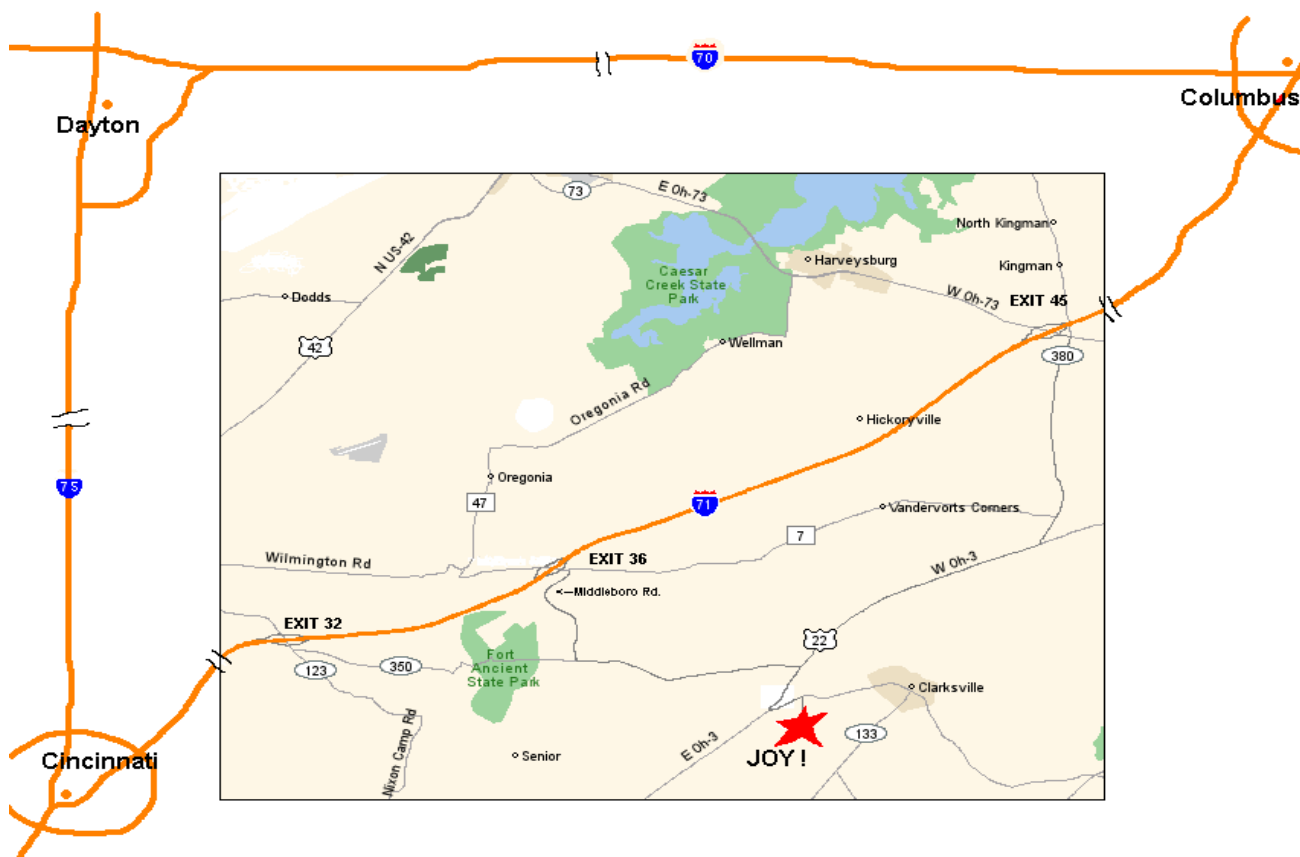 70
Columbus
Dayton
73
E Oh-73
N US-42
North Kingman
Harveysburg
Kingman
Caesar
Creek State
Park
W Oh-73
Dodds
EXIT 45
42
Wellman
380
Oregonia Rd
Hickoryville
Oregonia
75
47
71
Vandervorts Corners
7
Wilmington Rd
EXIT 36
W Oh-3
<—Middleboro Rd.
EXIT 32
22
Fort
Ancient
State Park
123
350
Clarksville
Nixon Camp Rd
E Oh-3
133
Senior
JOY !
Cincinnati